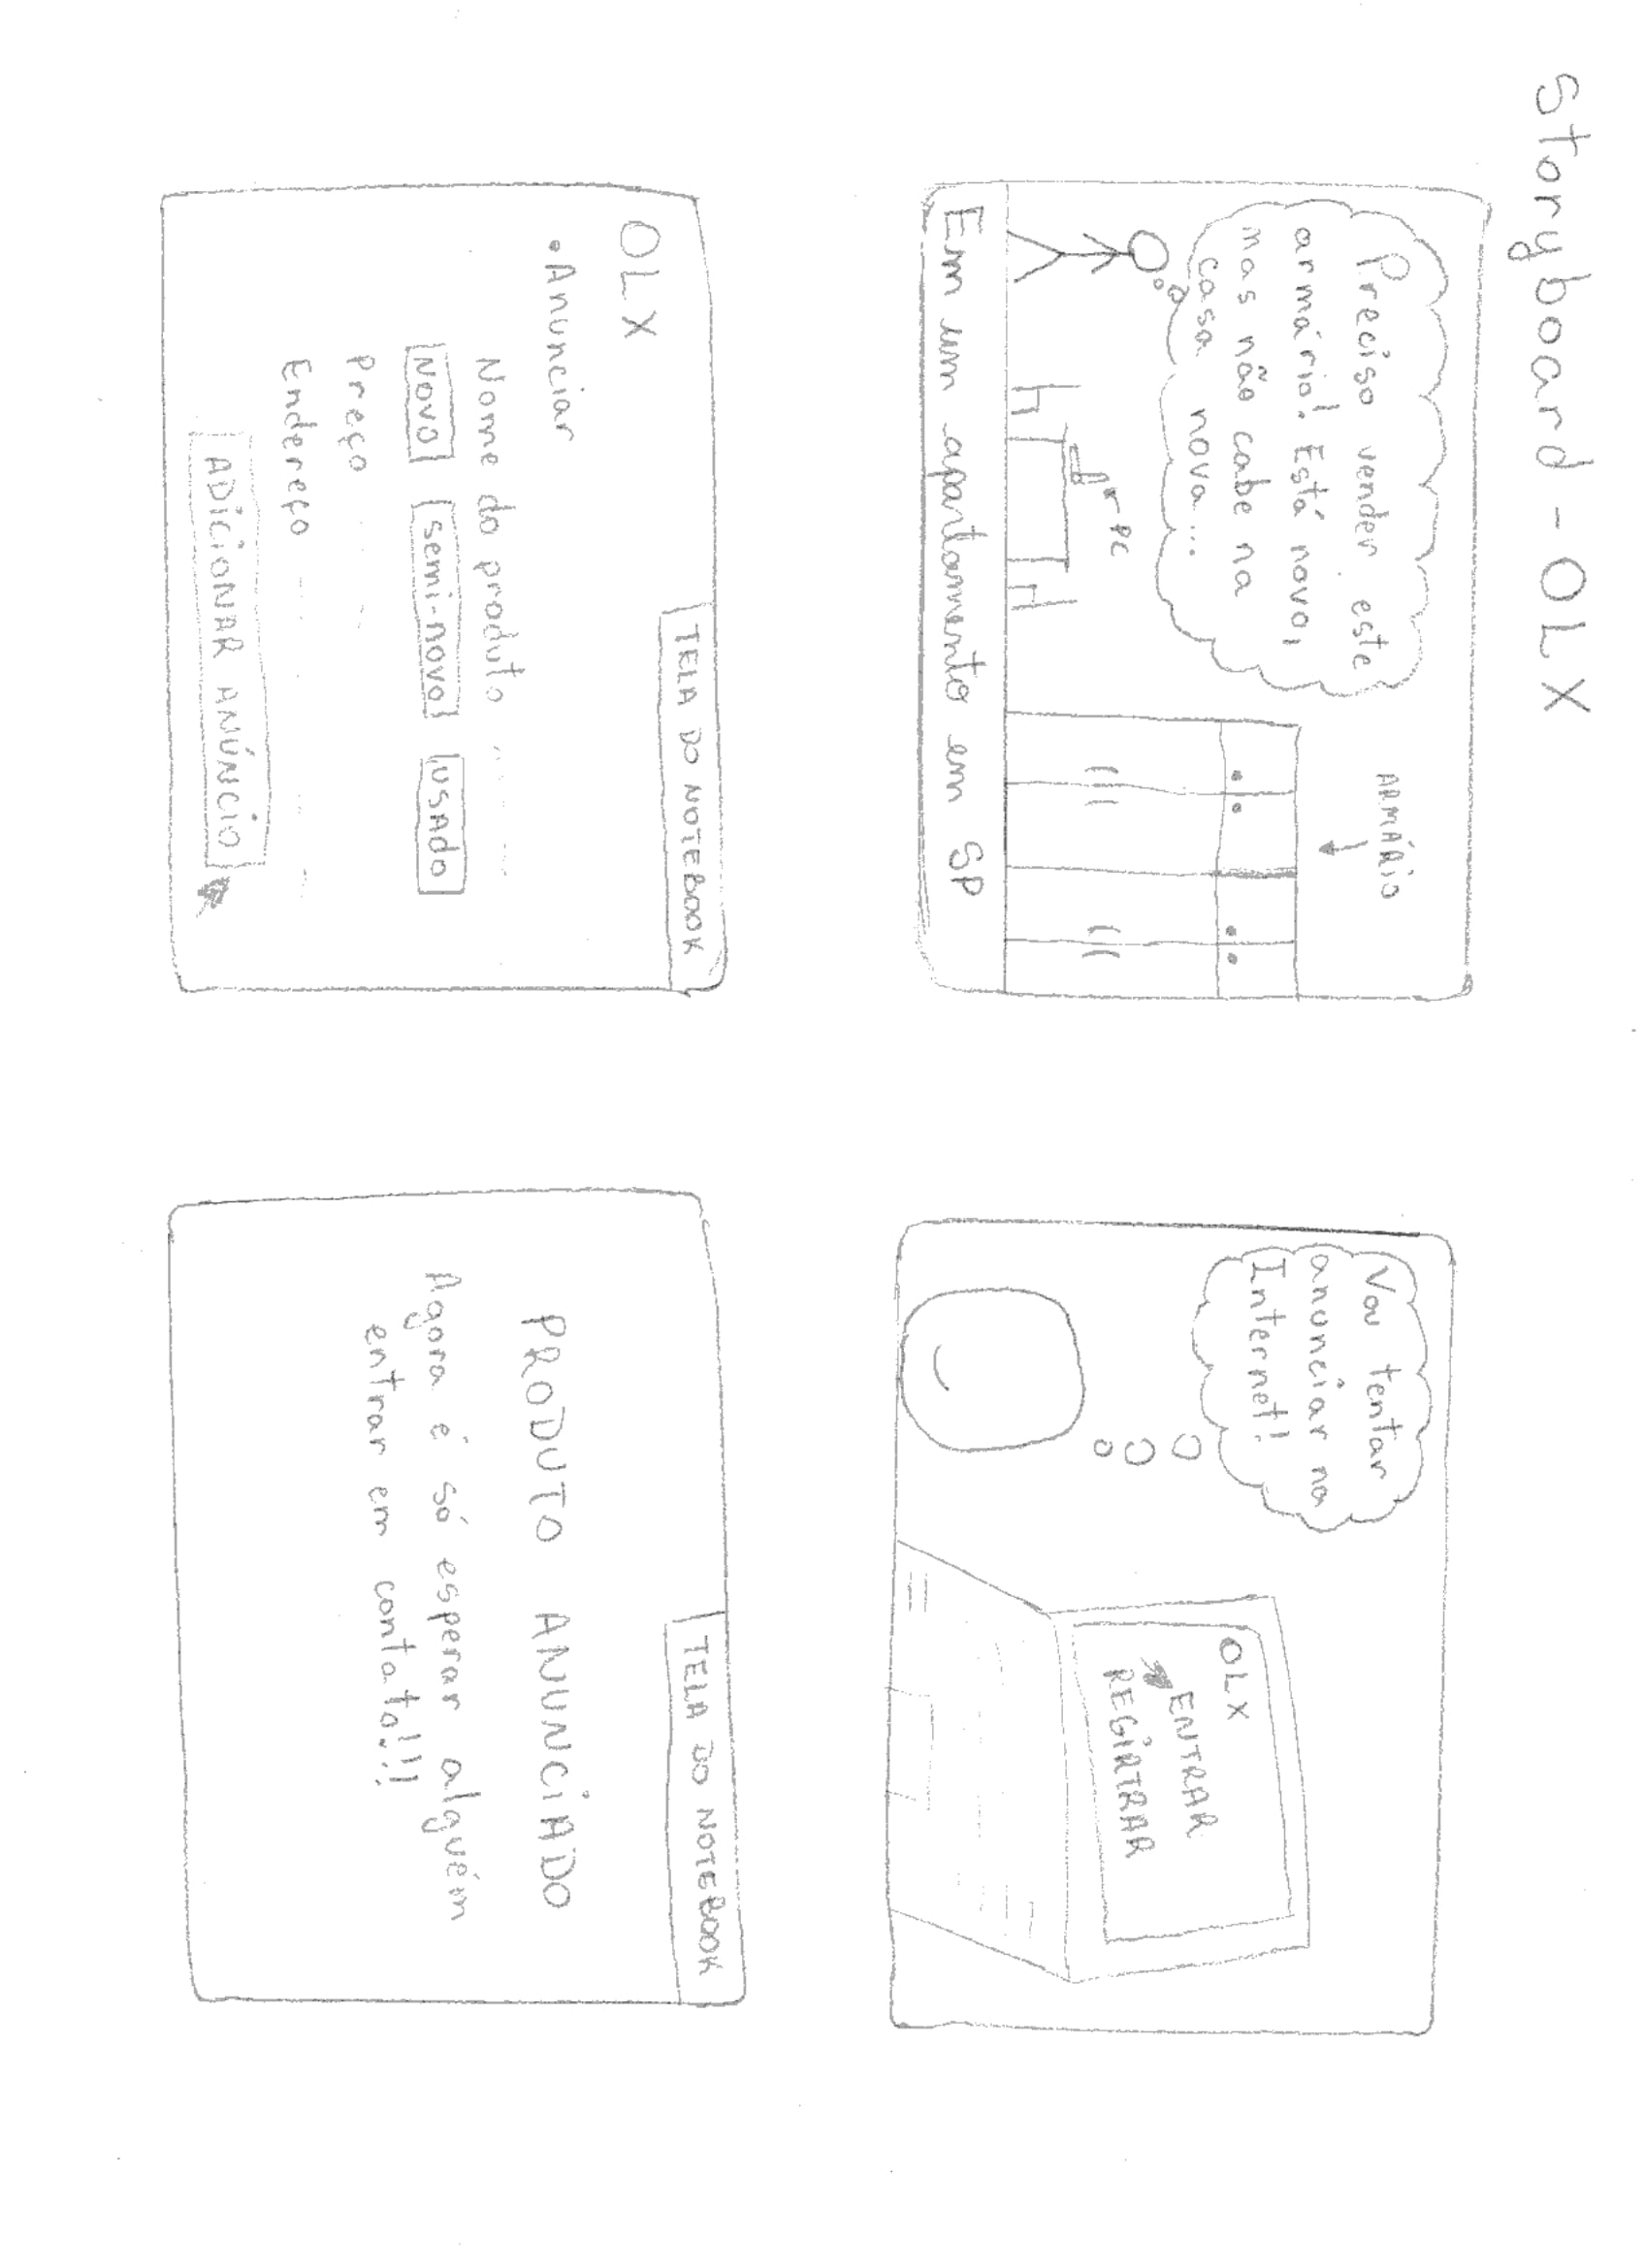 Storyboard - OLX
Preciso vender este
armário! Está novo,
mas não cabe na
casa nova...
ARMÁRIO
PC
Em um apartamento em SP
Vou tentar
anunciar na
Internet!
OLX
ENTRAR
REGIRTRAR
TELA DO NOTEBOOK
OLX
•Anunciar
Nome do produto
Novo semi-novo usado
Preço
Endereço
ADICIONAR ANÚNCIO
TELA DO NOTEBOOK
PRODUTO ANUNCIADO
Agora é só esperar alguém
entrar em contato!!!